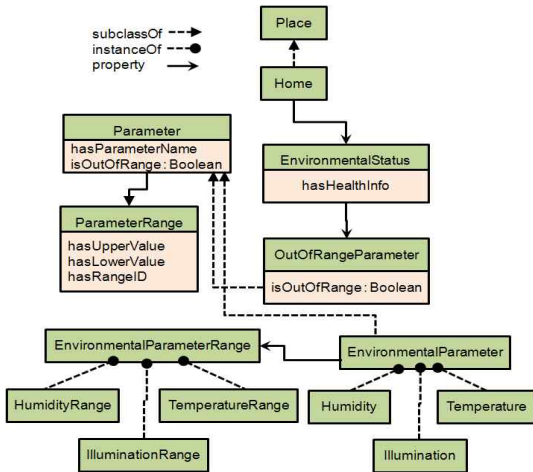 subclassOf
instanceOf
property
Place
Home
Parameter
hasParameterName
isOutOfRange:Boolean
EnvironmentalStatus
hasHealthInfo
ParameterRange
hasUpperValue
hasLowerValue
hasRangeID
OutOfRangeParameter
isOutOfRange:Boolean
EnvironmentalParameterRange
EnvironmentalParameter
HumidityRange
TemperatureRange
Humidity
Temperature
IlluminationRange
Illumination